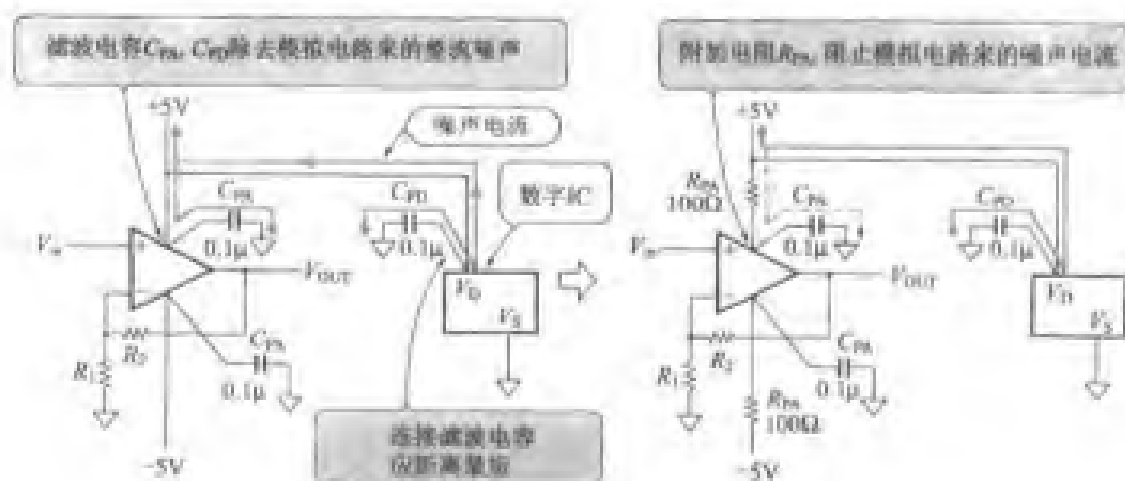 滤波电容C_PA, C_PD除去模拟电路来的整流噪声
+5V
噪声电流
C_PA
0.1μ
C_PD
0.1μ
数字IC
V_in
V_OUT
V_D
V_S
R_2
R_1
C_PA
0.1μ
-5V
连接滤波电容
应距离量短
附加电阻R_PA, 阻止模拟电路来的噪声电流
+5V
R_PA
100Ω
C_PA
0.1μ
C_PD
0.1μ
V_in
V_OUT
V_D
V_S
R_2
R_1
C_PA
0.1μ
R_PA
100Ω
-5V